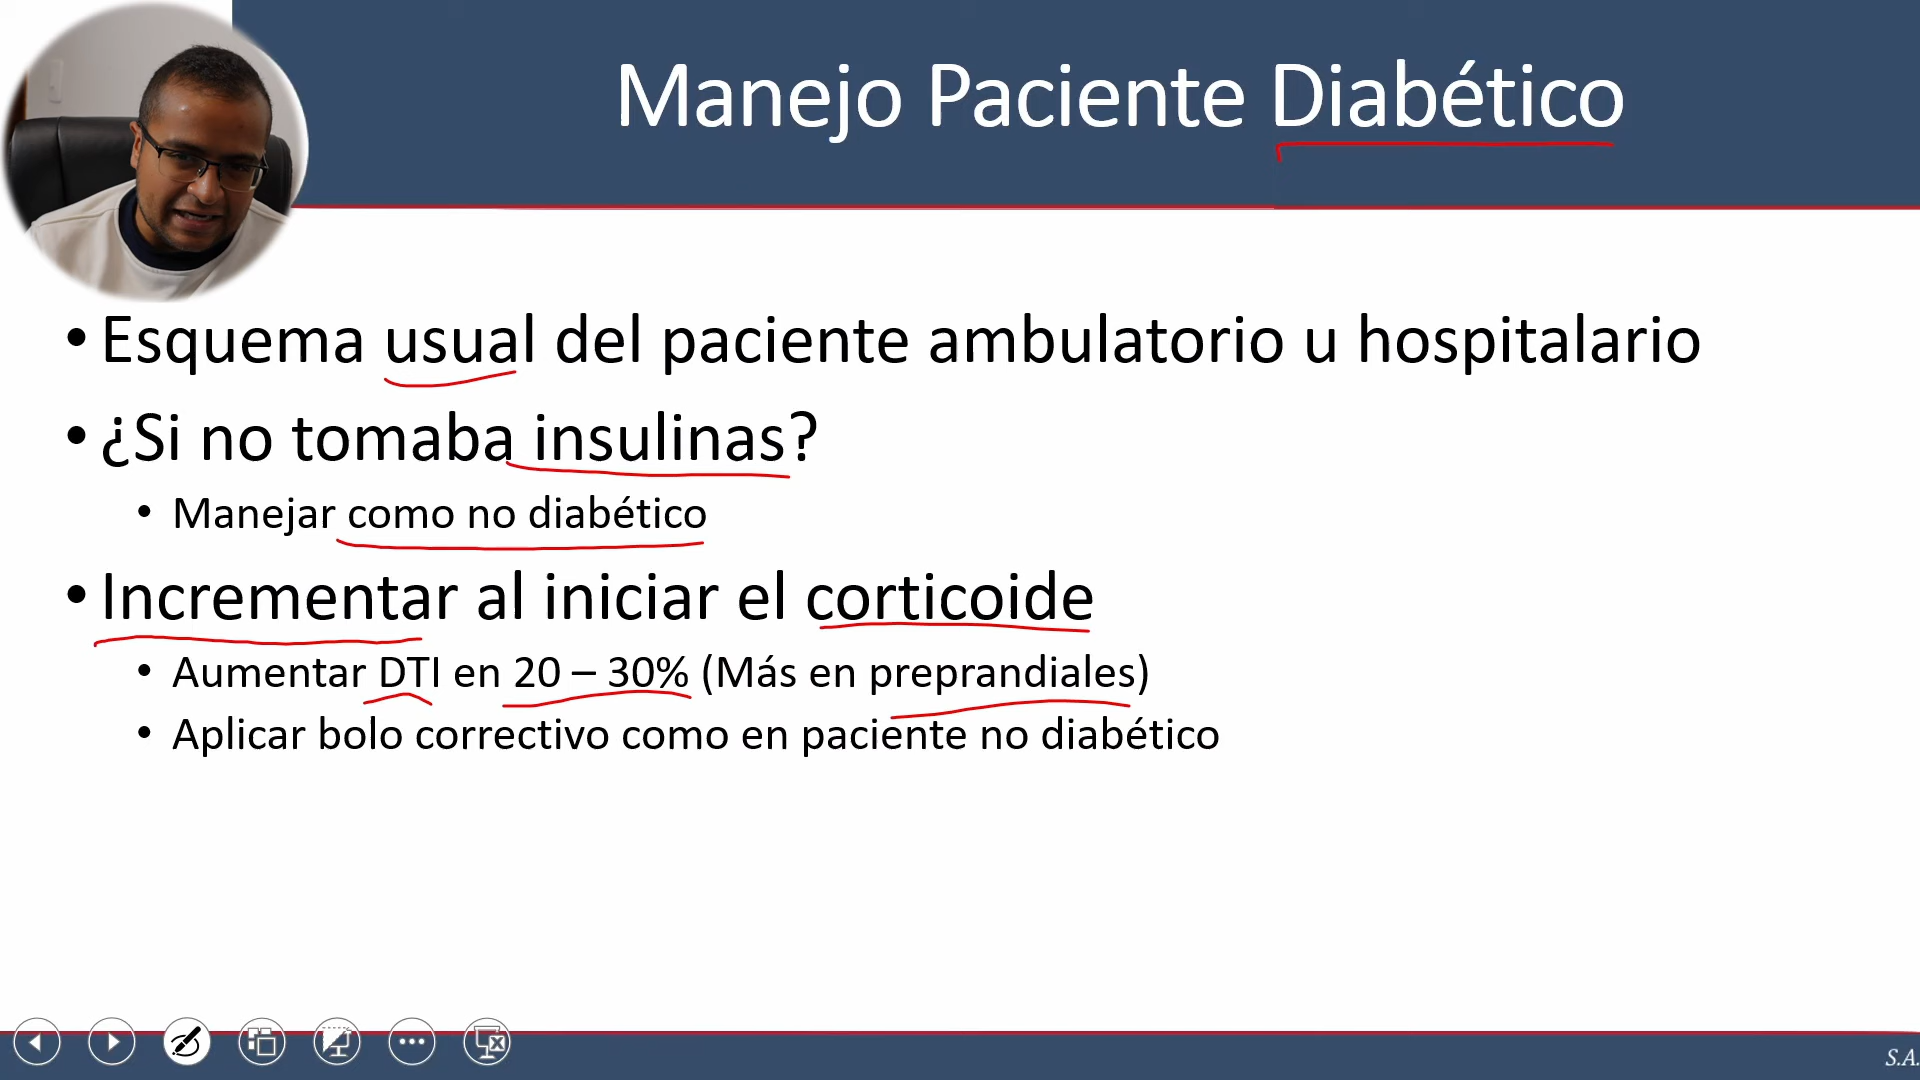 Manejo Paciente Diabético
• Esquema usual del paciente ambulatorio u hospitalario
• ¿Si no tomaba insulinas?
• Manejar como no diabético
• Incrementar al iniciar el corticoide
• Aumentar DTI en 20 – 30% (Más en preprandiales)
• Aplicar bolo correctivo como en paciente no diabético
S.A.